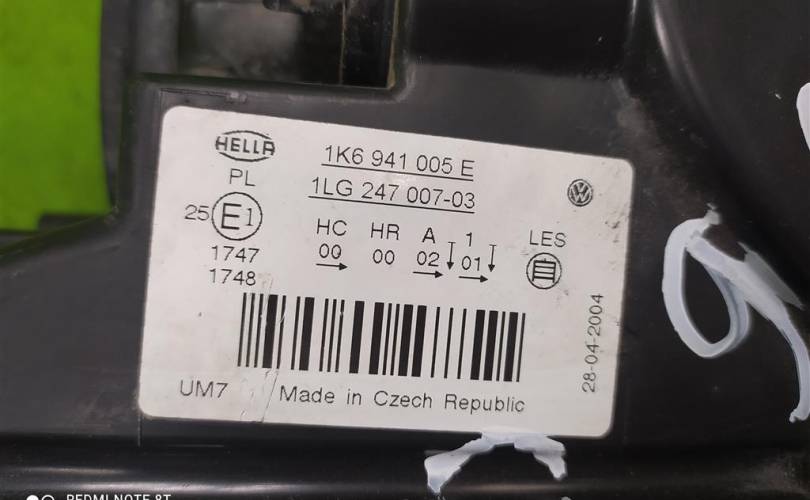 HELLA
1K6 941 005 E
PL
1LG 247 007-03
25 E1
HC HR A 1 LES
00 00 02 01
1747
1748
28-04-2004
UM7 Made in Czech Republic
REDMI NOTE 8T